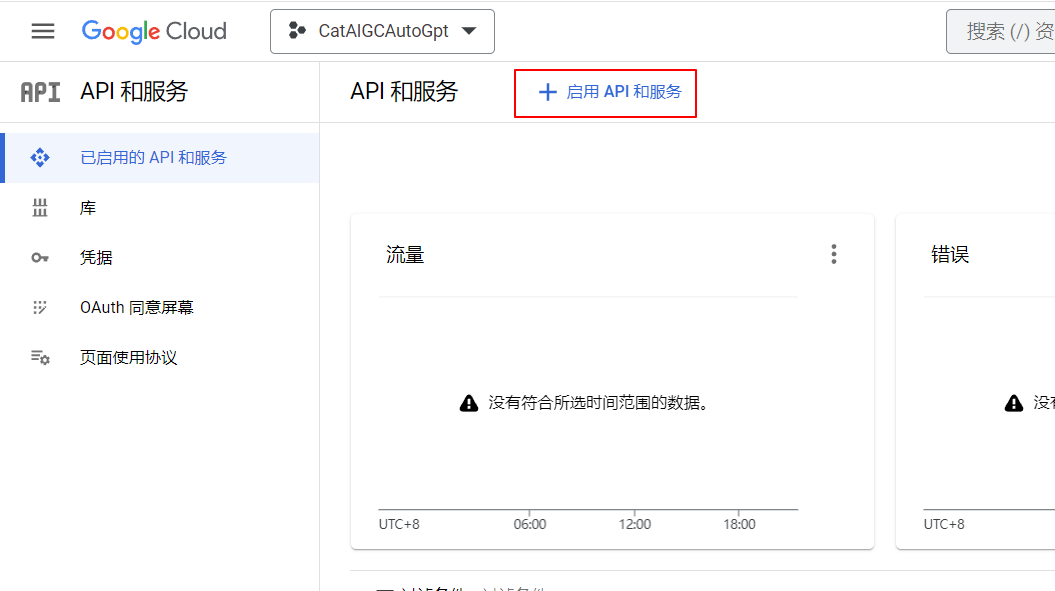 Google Cloud
CatAIGCAutoGpt
搜索 (/) 资
API
API 和服务
API 和服务
启用 API 和服务
已启用的 API 和服务
库
凭据
OAuth 同意屏幕
页面使用协议
流量
错误
没有符合所选时间范围的数据。
没有
UTC+8
06:00
12:00
18:00
UTC+8